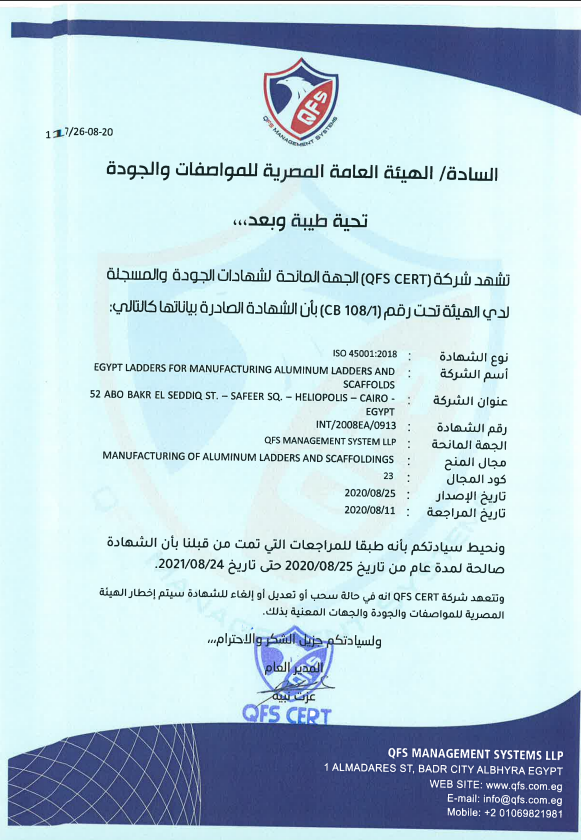 QFS
QFS MANAGEMENT SYSTEMS
7/26-08-20
السادة/ الهيئة العامة المصرية للمواصفات والجودة
تحية طيبة وبعد،،،
تشهد شركة (QFS CERT) الجهة المانحة لشهادات الجودة والمسجلة
لدي الهيئة تحت رقم (CB 108/1) بأن الشهادة الصادرة بياناتها كالتالي:
نوع الشهادة : ISO 45001:2018
أسم الشركة : EGYPT LADDERS FOR MANUFACTURING ALUMINUM LADDERS AND
SCAFFOLDS
عنوان الشركة : 52 ABO BAKR EL SEDDIQ ST. – SAFEER SQ. – HELIOPOLIS – CAIRO -
EGYPT
رقم الشهادة : INT/2008EA/0913
الجهة المانحة : QFS MANAGEMENT SYSTEM LLP
مجال المنح : MANUFACTURING OF ALUMINUM LADDERS AND SCAFFOLDINGS
كود المجال : 23
تاريخ الإصدار : 2020/08/25
تاريخ المراجعة : 2020/08/11
ونحيط سيادتكم بأنه طبقا للمراجعات التي تمت من قبلنا بأن الشهادة
صالحة لمدة عام من تاريخ 2020/08/25 حتى تاريخ 2021/08/24.
وتتعهد شركة QFS CERT انه في حالة سحب أو تعديل أو إلغاء للشهادة سيتم إخطار الهيئة
المصرية للمواصفات والجودة والجهات المعنية بذلك.
ولسيادتكم جزيل الشكر والاحترام،،،
المدير العام
عزت نبيه
QFS CERT
QFS MANAGEMENT SYSTEMS LLP
1 ALMADARES ST, BADR CITY ALBHYRA EGYPT
WEB SITE: www.qfs.com.eg
E-mail: info@qfs.com.eg
Mobile: +2 01069821981